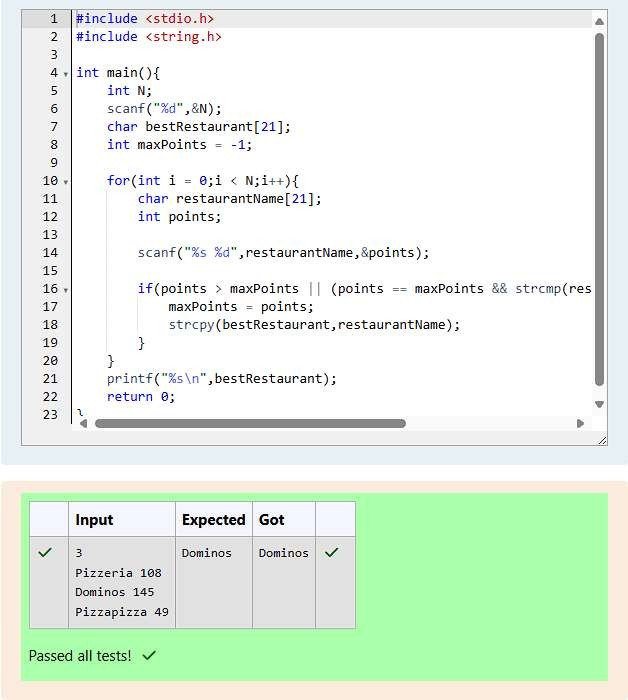 1 #include <stdio.h>
2 #include <string.h>
3
4 int main(){
5     int N;
6     scanf("%d",&N);
7     char bestRestaurant[21];
8     int maxPoints = -1;
9
10     for(int i = 0;i < N;i++){
11         char restaurantName[21];
12         int points;
13
14         scanf("%s %d",restaurantName,&points);
15
16         if(points > maxPoints || (points == maxPoints && strcmp(res
17             maxPoints = points;
18             strcpy(bestRestaurant,restaurantName);
19         }
20     }
21     printf("%s\n",bestRestaurant);
22     return 0;
23 }
Input Expected Got
3 Dominos Dominos
Pizzeria 108
Dominos 145
Pizzapizza 49
Passed all tests!